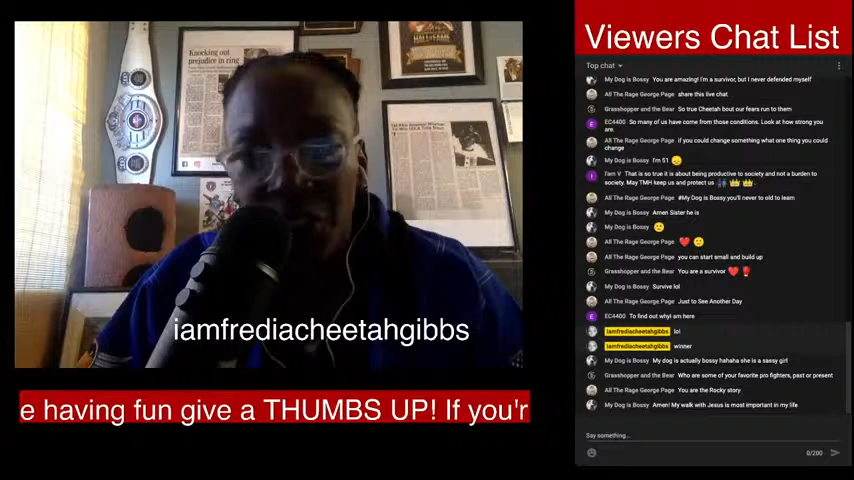 Knocking out
prejudice in ring
HALL OF FAME
iamfrediacheetahgibbs
e having fun give a THUMBS UP! If you'r
Viewers Chat List
Top chat
My Dog is Bossy You are amazing! I'm a survivor, but I never defended myself
All The Rage George Page share this live chat
Grasshopper and the Bear So true Cheetah bout our fears run to them
EC4400 So many of us have come from those conditions. Look at how strong you
are.
All The Rage George Page if you could change something what one thing you could
change
My Dog is Bossy I'm 51 😞
I'am V That is so true it is about being productive to society and not a burden to
society. May TMH keep us and protect us
All The Rage George Page #My Dog is Bossy you'll never to old to learn
My Dog is Bossy Amen Sister he is
My Dog is Bossy 🙂
All The Rage George Page ❤️ 🙂
All The Rage George Page you can start small and build up
Grasshopper and the Bear You are a survivor ❤️ 🥊
My Dog is Bossy Survive lol
All The Rage George Page Just to See Another Day
EC4400 To find out whyI am here
iamfrediacheetahgibbs lol
iamfrediacheetahgibbs winner
My Dog is Bossy My dog is actually bossy hahaha she is a sassy girl
Grasshopper and the Bear Who are some of your favorite pro fighters, past or present
All The Rage George Page You are the Rocky story
My Dog is Bossy Amen! My walk with Jesus is most important in my life
Say something...
0/200